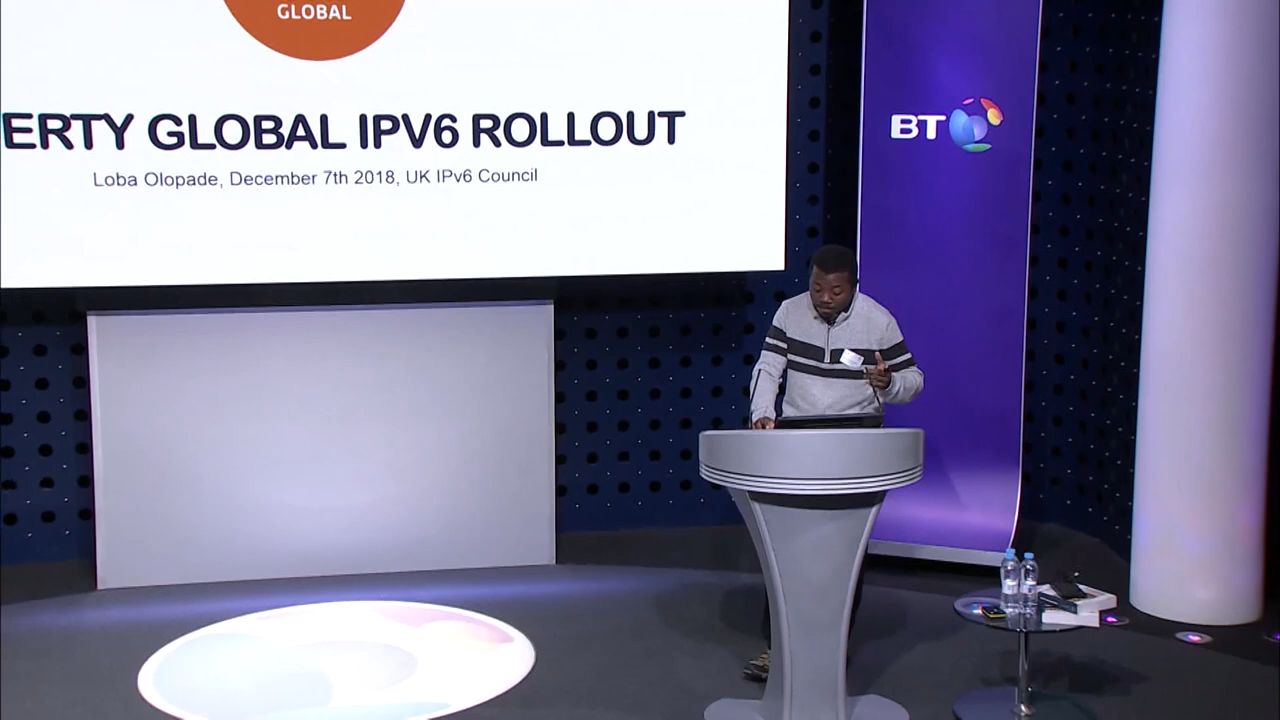 GLOBAL
ERTY GLOBAL IPV6 ROLLOUT
Loba Olopade, December 7th 2018, UK IPv6 Council
BT